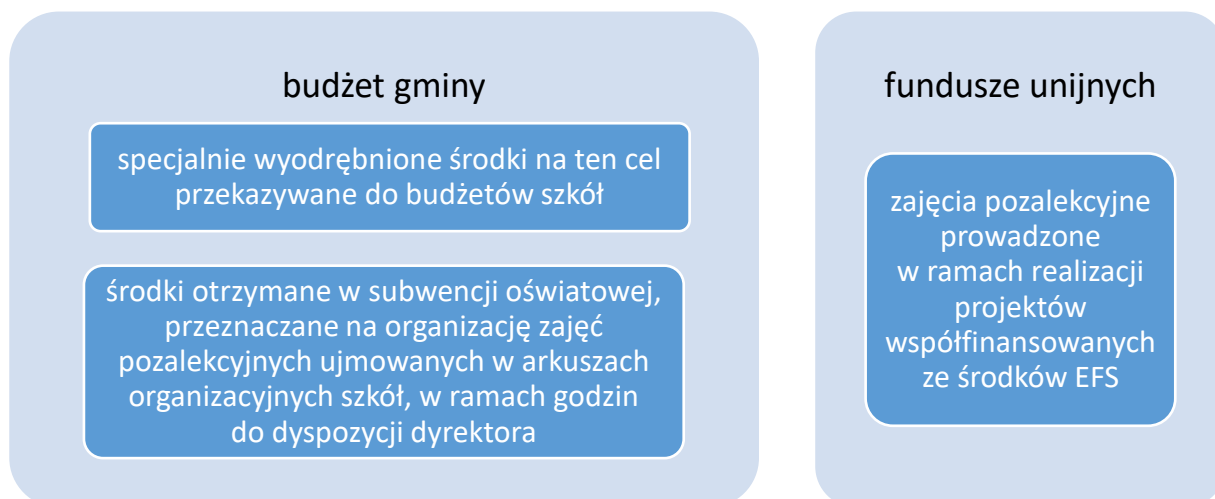 budżet gminy
specjalnie wyodrębnione środki na ten cel
przekazywane do budżetów szkół
środki otrzymane w subwencji oświatowej,
przeznaczane na organizację zajęć
pozalekcyjnych ujmowanych w arkuszach
organizacyjnych szkół, w ramach godzin
do dyspozycji dyrektora
fundusze unijnych
zajęcia pozalekcyjne
prowadzone
w ramach realizacji
projektów
współfinansowanych
ze środków EFS